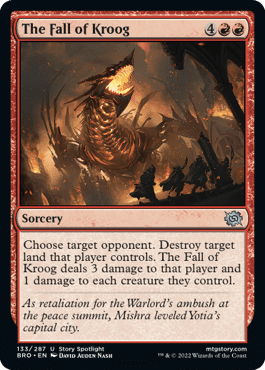 The Fall of Kroog 4
Sorcery
Choose target opponent. Destroy target
land that player controls. The Fall of
Kroog deals 3 damage to that player and
1 damage to each creature they control.
As retaliation for the Warlord's ambush at
the peace summit, Mishra leveled Yotia's
capital city.
133/287 U Story Spotlight
BRO • EN DAVID AUDEN NASH
mtgstory.com
™ & © 2022 Wizards of the Coast